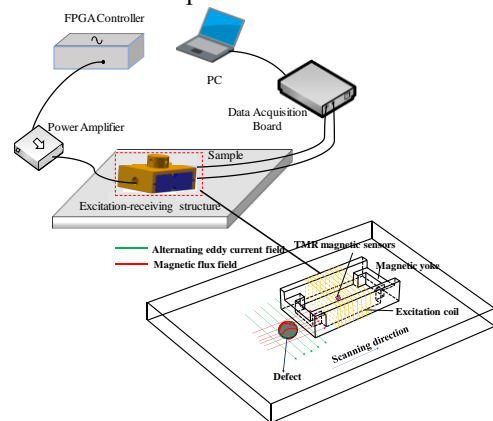 FPGA Controller
PC
Data Acquisition
Board
Power Amplifier
Sample
Excitation-receiving structure
TMR magnetic sensors
Alternating eddy current field
Magnetic flux field
Magnetic yoke
Excitation coil
Scanning direction
Defect